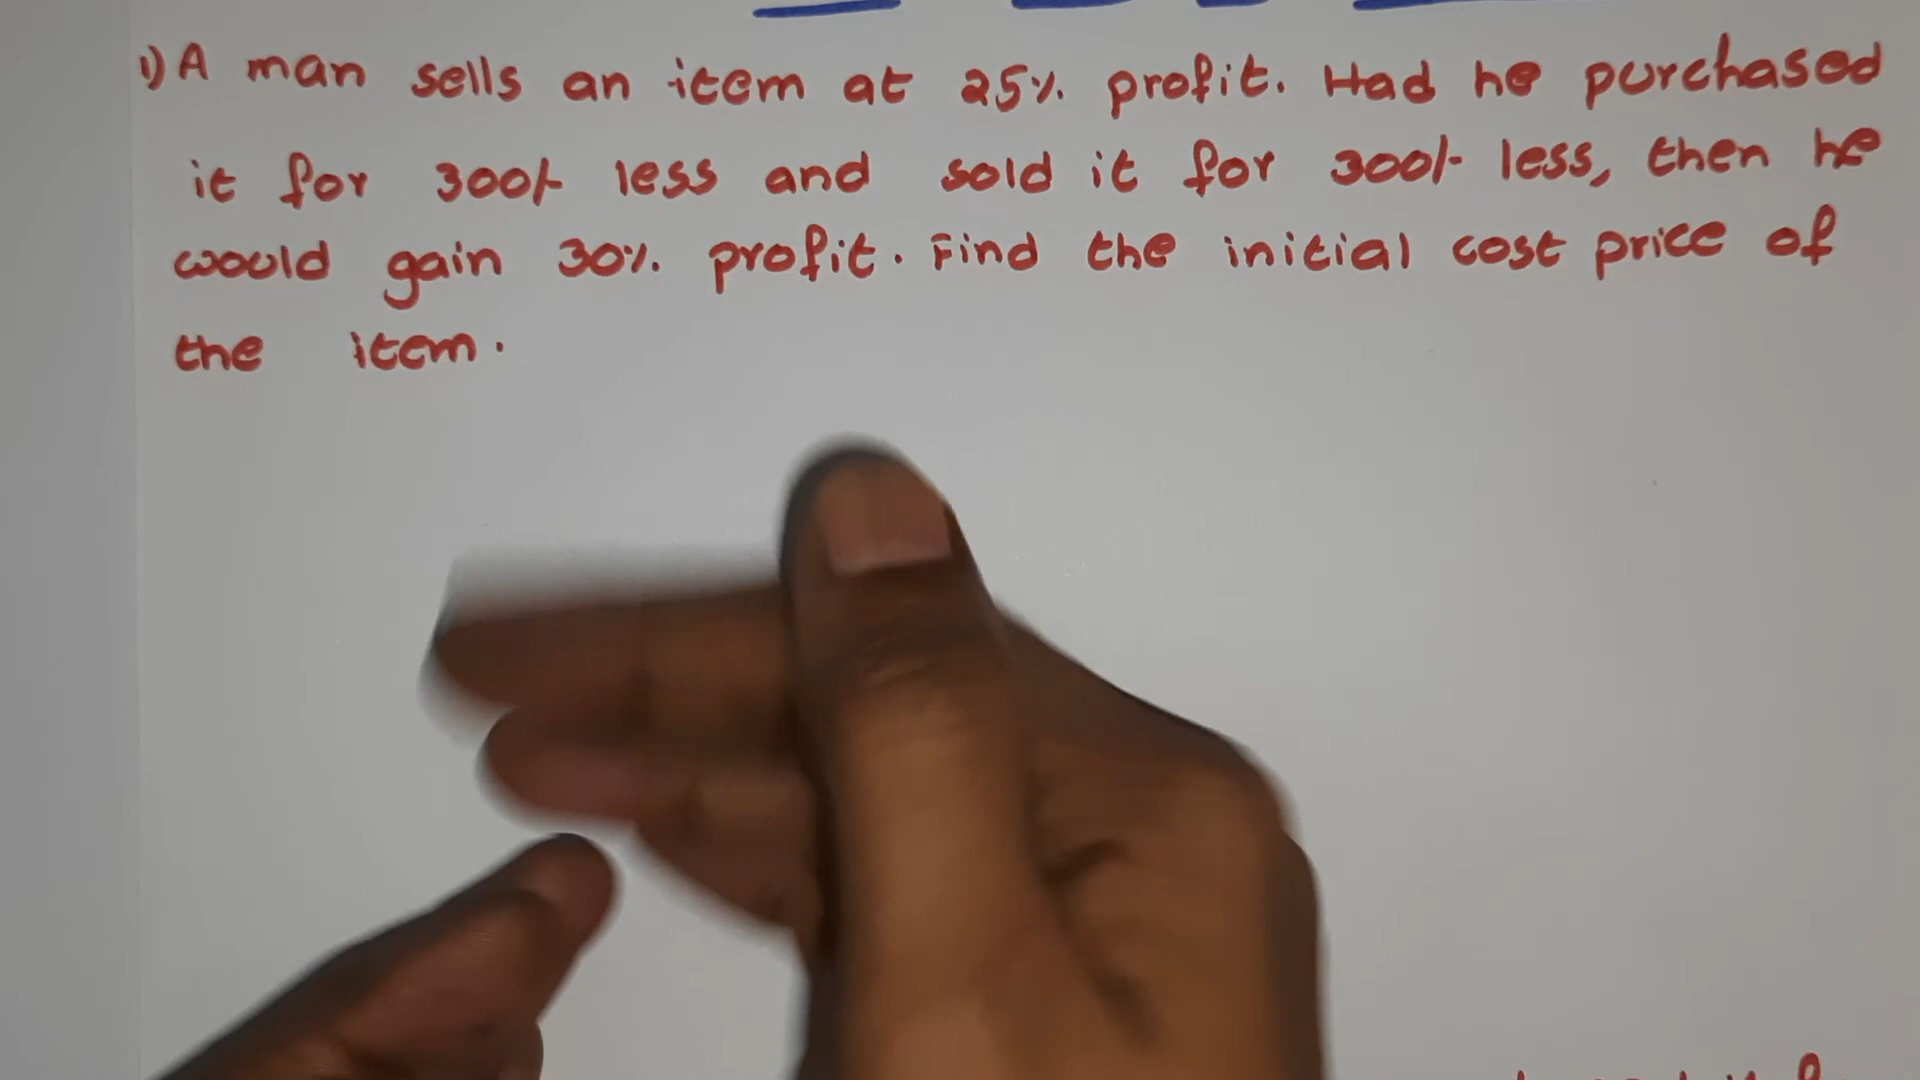 1) A man sells an item at 25% profit. Had he purchased
it for 300/- less and sold it for 300/- less, then he
would gain 30% profit. Find the initial cost price of
the item.